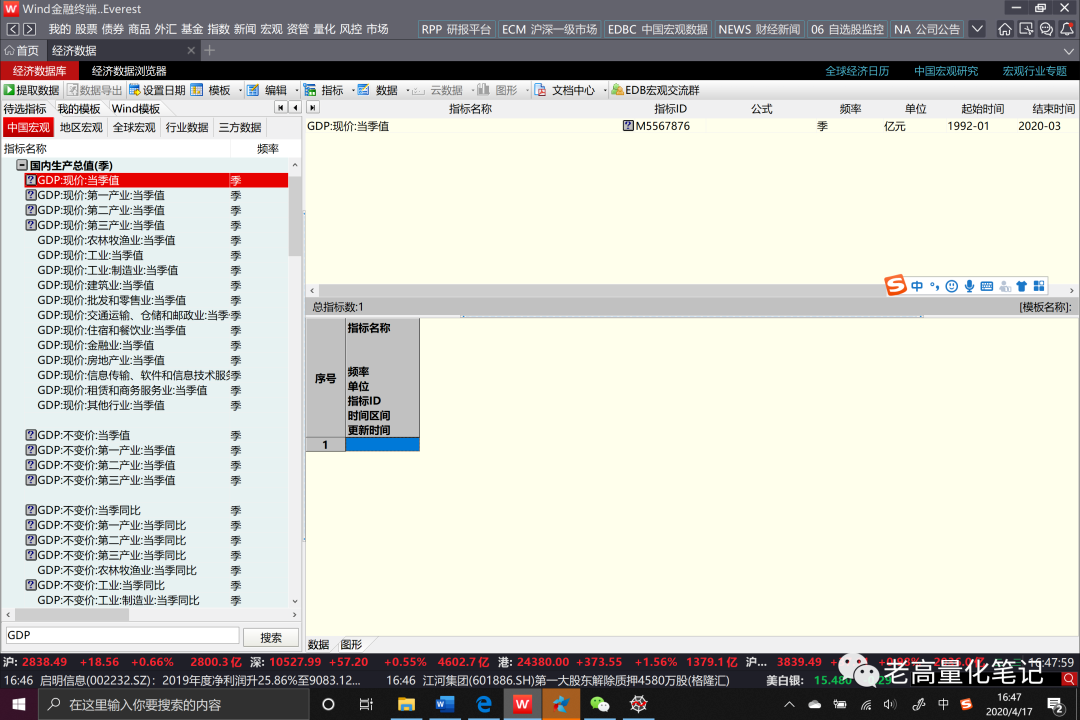 Wind金融终端..Everest
我的 股票 债券 商品 外汇 基金 指数 新闻 宏观 资管 量化 风控 市场 RPP 研报平台 ECM 沪深一级市场 EDBC 中国宏观数据 NEWS 财经新闻 06 自选股监控 NA 公司公告
首页 经济数据
经济数据库 经济数据浏览器 全球经济日历 中国宏观研究 宏观行业专题
提取数据 数据导出 设置日期 模板 编辑 指标 数据 云数据 图形 文档中心 EDB宏观交流群
待选指标 我的模板 Wind模板 指标名称 指标ID 公式 频率 单位 起始时间 结束时间
中国宏观 地区宏观 全球宏观 行业数据 三方数据 GDP:现价:当季值 M5567876 季 亿元 1992-01 2020-03
指标名称 频率
国内生产总值(季)
GDP:现价:当季值 季
GDP:现价:第一产业:当季值 季
GDP:现价:第二产业:当季值 季
GDP:现价:第三产业:当季值 季
GDP:现价:农林牧渔业:当季值 季
GDP:现价:工业:当季值 季
GDP:现价:工业:制造业:当季值 季
GDP:现价:建筑业:当季值 季
GDP:现价:批发和零售业:当季值 季
GDP:现价:交通运输、仓储和邮政业:当季 季
GDP:现价:住宿和餐饮业:当季值 季
GDP:现价:金融业:当季值 季
GDP:现价:房地产业:当季值 季
GDP:现价:信息传输、软件和信息技术服 季
GDP:现价:租赁和商务服务业:当季值 季
GDP:现价:其他行业:当季值 季
GDP:不变价:当季值 季
GDP:不变价:第一产业:当季值 季
GDP:不变价:第二产业:当季值 季
GDP:不变价:第三产业:当季值 季
GDP:不变价:当季同比 季
GDP:不变价:第一产业:当季同比 季
GDP:不变价:第二产业:当季同比 季
GDP:不变价:第三产业:当季同比 季
GDP:不变价:农林牧渔业:当季同比 季
GDP:不变价:工业:当季同比 季
GDP:不变价:工业:制造业:当季同比 季
GDP 搜索
中
总指标数:1 [模板名称]:
指标名称
频率
序号
单位
指标ID
时间区间
更新时间
1
数据 图形
沪: 2838.49 +18.56 +0.66% 2800.3亿 深: 10527.99 +57.20 +0.55% 4602.7亿 港: 24380.00 +373.55 +1.56% 1379.1亿 沪... 3839.49 16:47:59
16:46 启明信息(002232.SZ): 2019年度净利润升25.86%至9083.12... 16:46 江河集团(601886.SH)第一大股东解除质押4580万股(格隆汇) 美白银: 15.480
老高量化笔记
在这里输入你要搜索的内容
中
16:47
2020/4/17
2